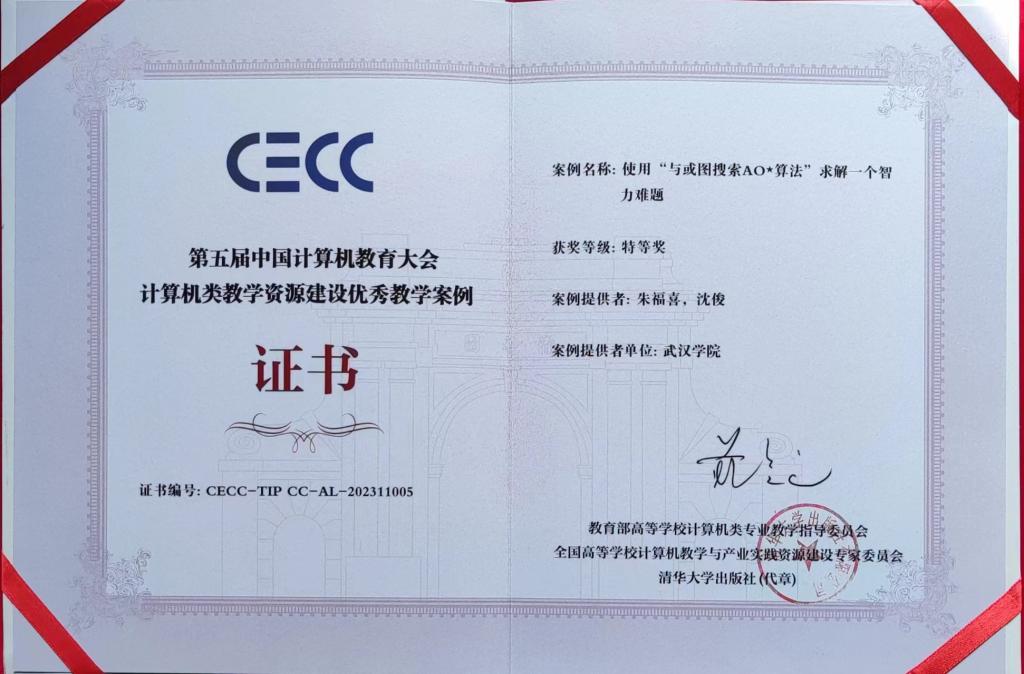 CECC
第五届中国计算机教育大会
计算机类教学资源建设优秀教学案例
证书
证书编号: CECC-TIP CC-AL-202311005
案例名称: 使用“与或图搜索AO*算法”求解一个智
力难题
获奖等级: 特等奖
案例提供者: 朱福喜, 沈俊
案例提供者单位: 武汉学院
教育部高等学校计算机类专业教学指导委员会
全国高等学校计算机教学与产业实践资源建设专家委员会
清华大学出版社(代章)